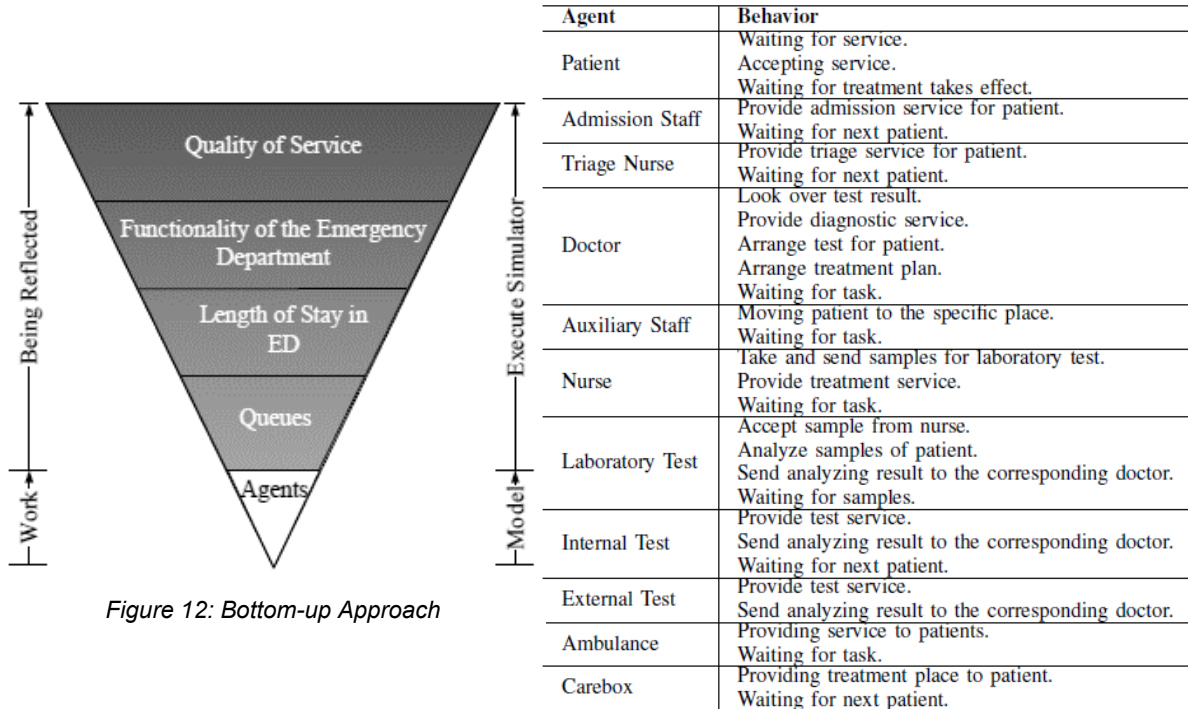 Being Reflected
Work
Quality of Service
Functionality of the Emergency
Department
Length of Stay in
ED
Queues
Agents
Execute Simulator
Model
Figure 12: Bottom-up Approach
Agent Behavior
Patient
Waiting for service.
Accepting service.
Waiting for treatment takes effect.
Admission Staff
Provide admission service for patient.
Waiting for next patient.
Triage Nurse
Provide triage service for patient.
Waiting for next patient.
Doctor
Look over test result.
Provide diagnostic service.
Arrange test for patient.
Arrange treatment plan.
Waiting for task.
Auxiliary Staff
Moving patient to the specific place.
Waiting for task.
Nurse
Take and send samples for laboratory test.
Provide treatment service.
Waiting for task.
Laboratory Test
Accept sample from nurse.
Analyze samples of patient.
Send analyzing result to the corresponding doctor.
Waiting for samples.
Internal Test
Provide test service.
Send analyzing result to the corresponding doctor.
Waiting for next patient.
External Test
Provide test service.
Send analyzing result to the corresponding doctor.
Ambulance
Providing service to patients.
Waiting for task.
Carebox
Providing treatment place to patient.
Waiting for next patient.